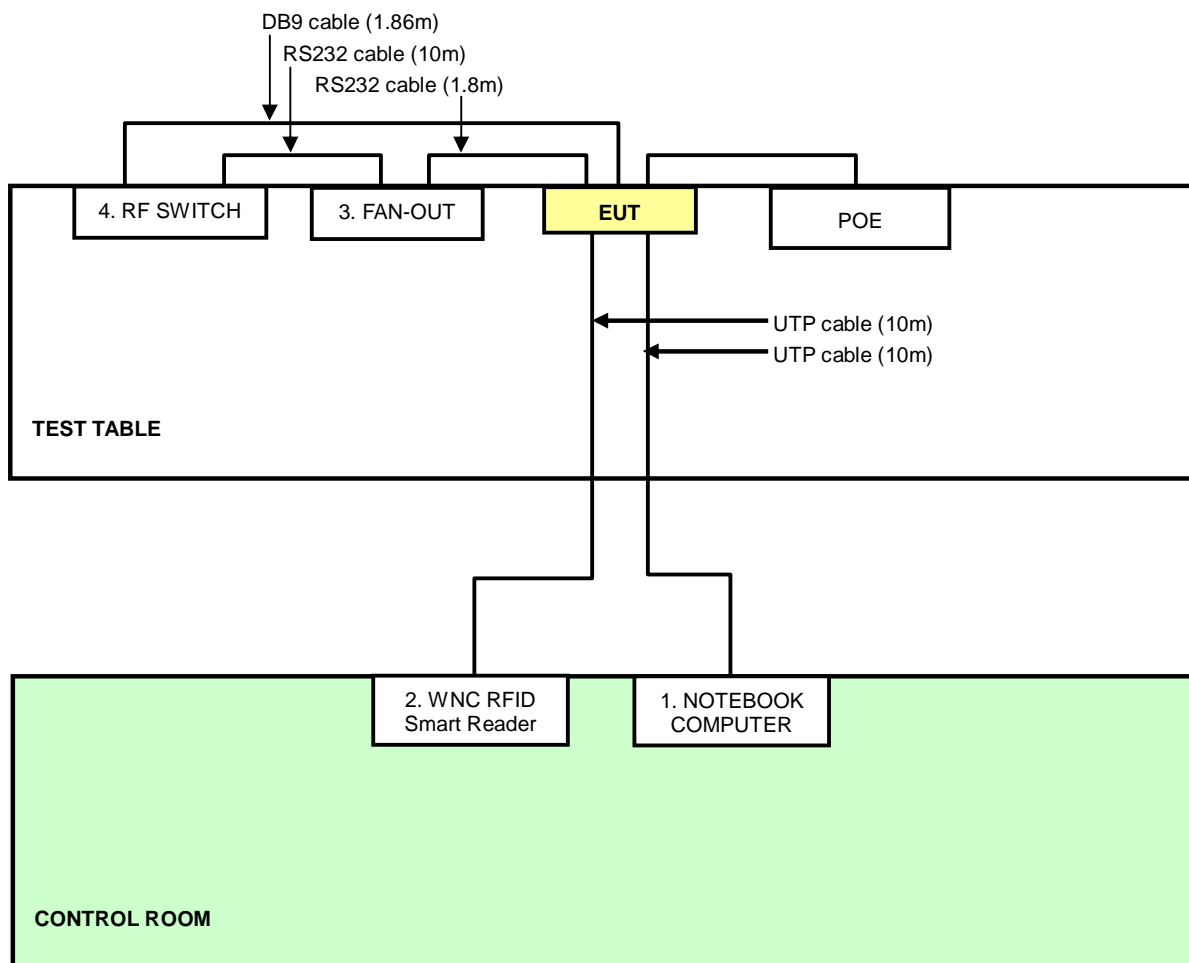 DB9 cable (1.86m)
RS232 cable (10m)
RS232 cable (1.8m)
4. RF SWITCH
3. FAN-OUT
EUT
POE
UTP cable (10m)
UTP cable (10m)
TEST TABLE
2. WNC RFID
Smart Reader
1. NOTEBOOK
COMPUTER
CONTROL ROOM